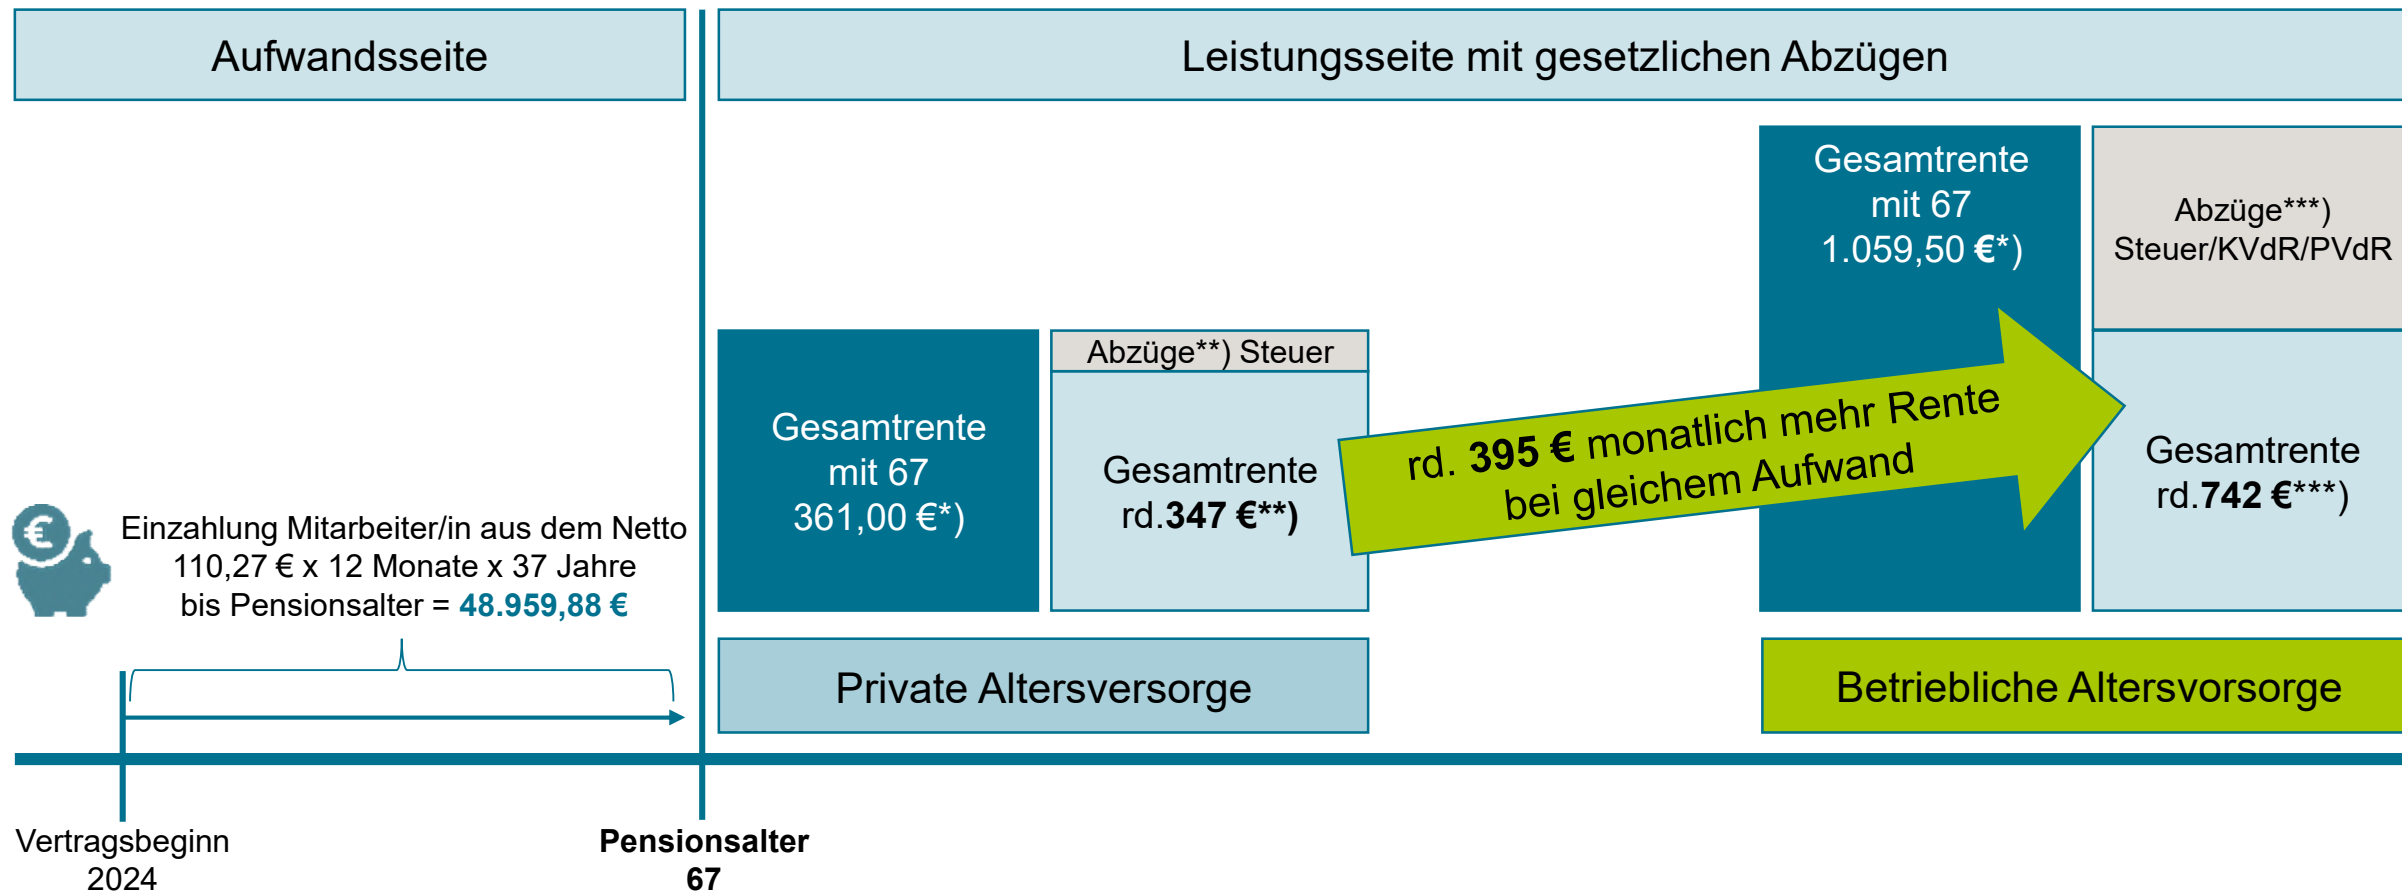 Aufwandsseite
Leistungsseite mit gesetzlichen Abzügen
Einzahlung Mitarbeiter/in aus dem Netto
110,27 € x 12 Monate x 37 Jahre
bis Pensionsalter = 48.959,88 €
Gesamtrente
mit 67
361,00 €*)
Abzüge**) Steuer
Gesamtrente
rd.347 €**)
rd. 395 € monatlich mehr Rente
bei gleichem Aufwand
Gesamtrente
mit 67
1.059,50 €*)
Abzüge***)
Steuer/KVdR/PVdR
Gesamtrente
rd.742 €***)
Private Altersversorge
Betriebliche Altersvorsorge
Vertragsbeginn
2024
Pensionsalter
67